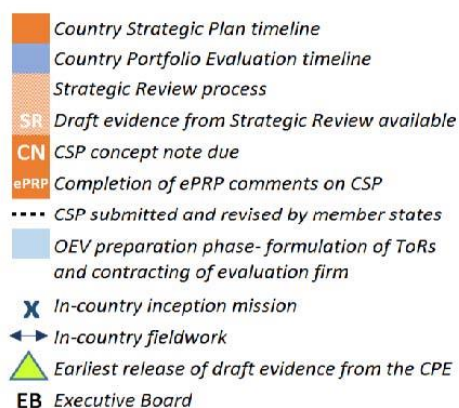 Country Strategic Plan timeline
Country Portfolio Evaluation timeline
Strategic Review process
SR Draft evidence from Strategic Review available
CN CSP concept note due
ePRP Completion of ePRP comments on CSP
CSP submitted and revised by member states
OEV preparation phase- formulation of ToRs
and contracting of evaluation firm
X In-country inception mission
In-country fieldwork
Earliest release of draft evidence from the CPE
EB Executive Board